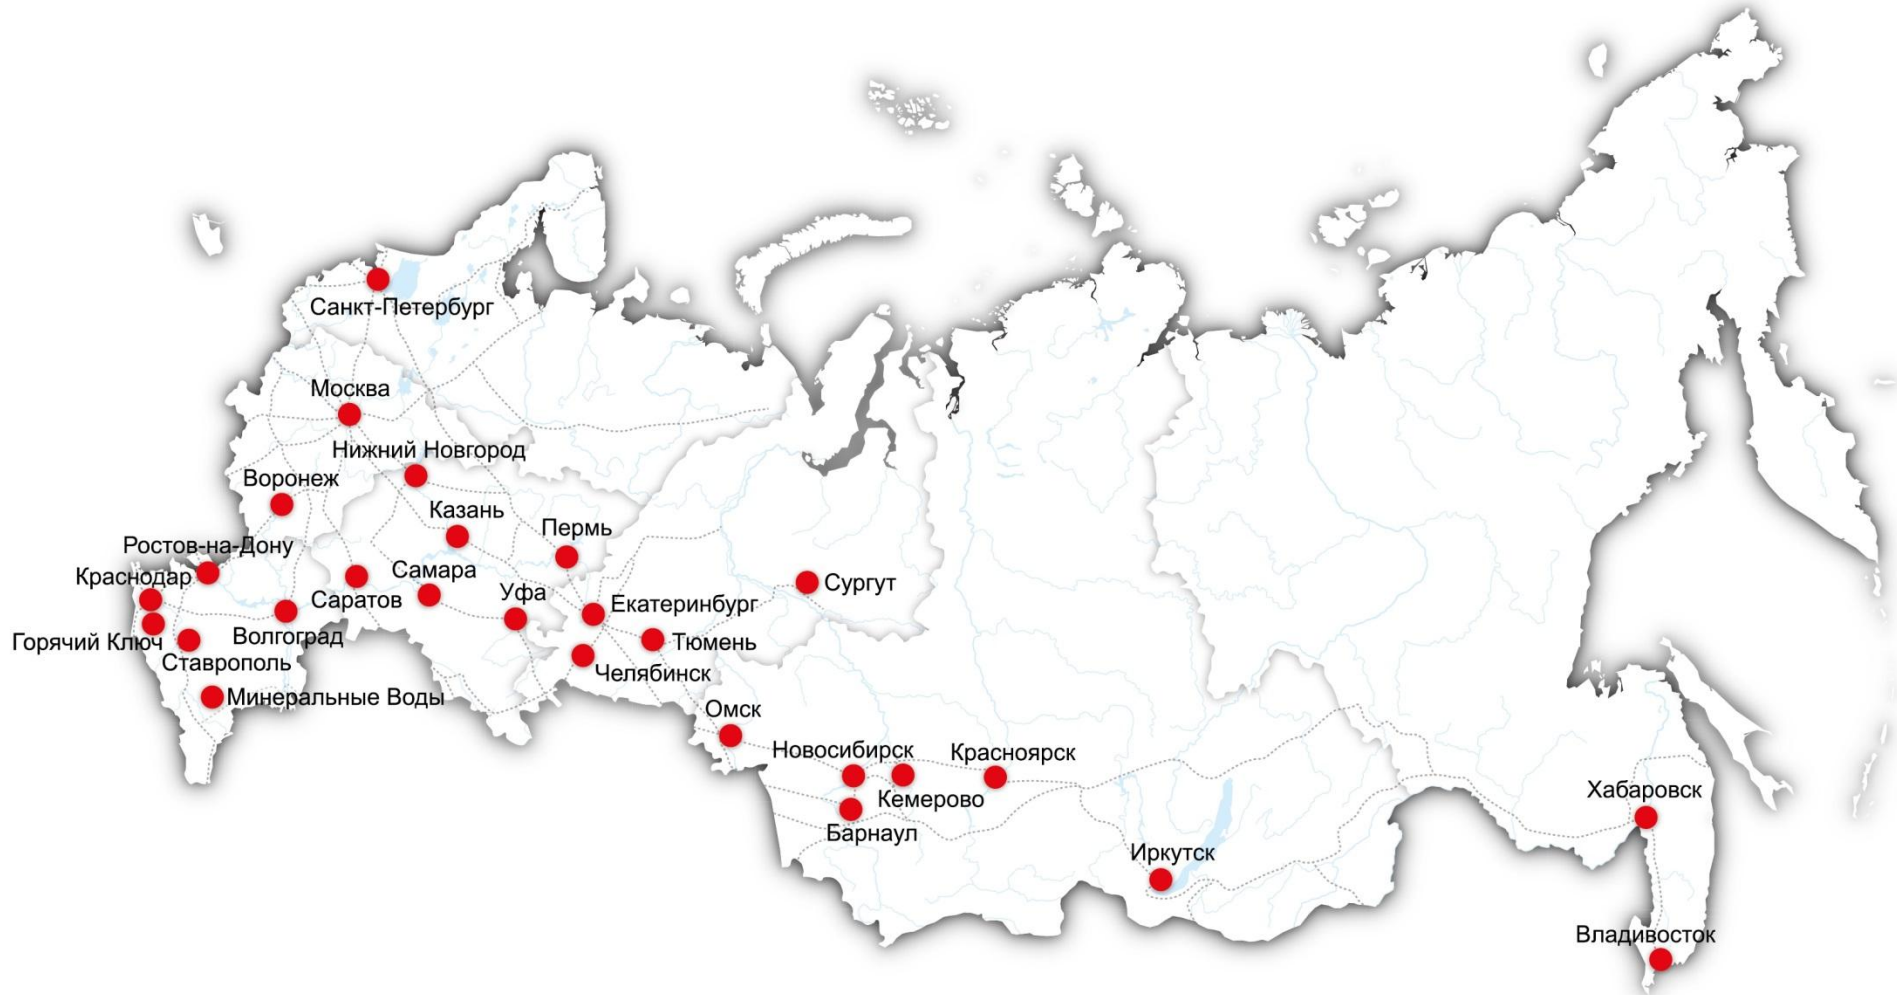 Санкт-Петербург
Москва
Нижний Новгород
Воронеж
Казань
Пермь
Ростов-на-Дону
Краснодар
Самара
Уфа
Сургут
Саратов
Екатеринбург
Горячий Ключ
Волгоград
Тюмень
Ставрополь
Челябинск
Минеральные Воды
Омск
Новосибирск
Красноярск
Кемерово
Барнаул
Хабаровск
Иркутск
Владивосток